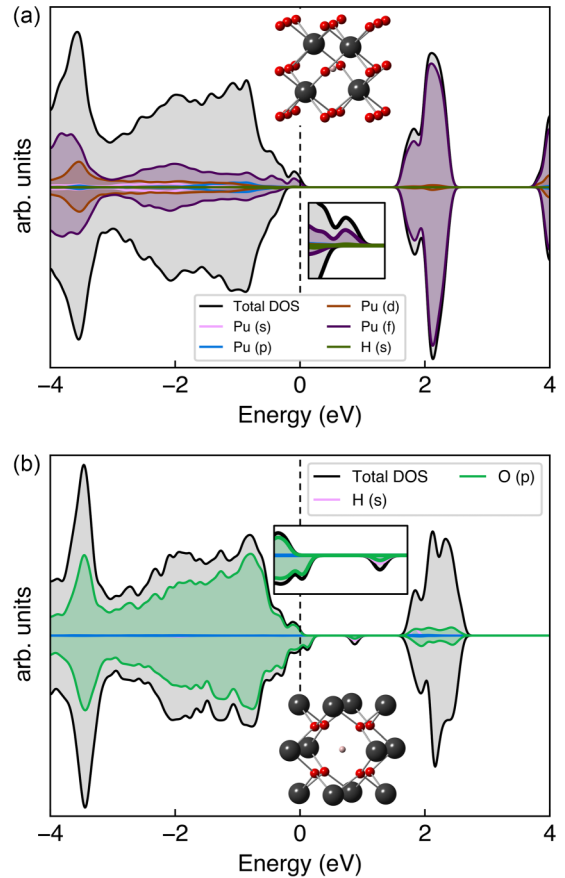 (a)
arb. units
Total DOS Pu (d)
Pu (s) Pu (f)
Pu (p) H (s)
−4 −2 0 2 4
Energy (eV)
(b)
Total DOS O (p)
H (s)
arb. units
−4 −2 0 2 4
Energy (eV)